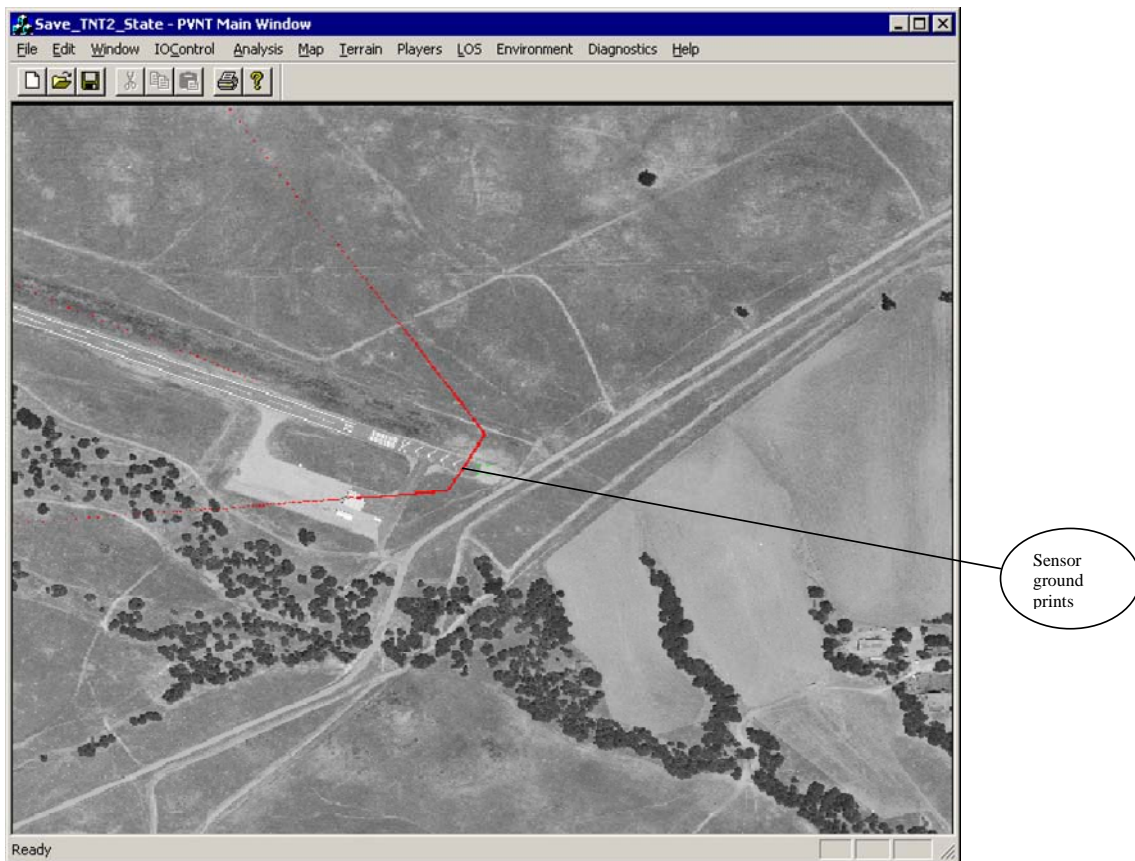 Save_TNT2_State - PVNT Main Window
File Edit Window IOControl Analysis Map Terrain Players LOS Environment Diagnostics Help
Sensor
ground
prints
Ready